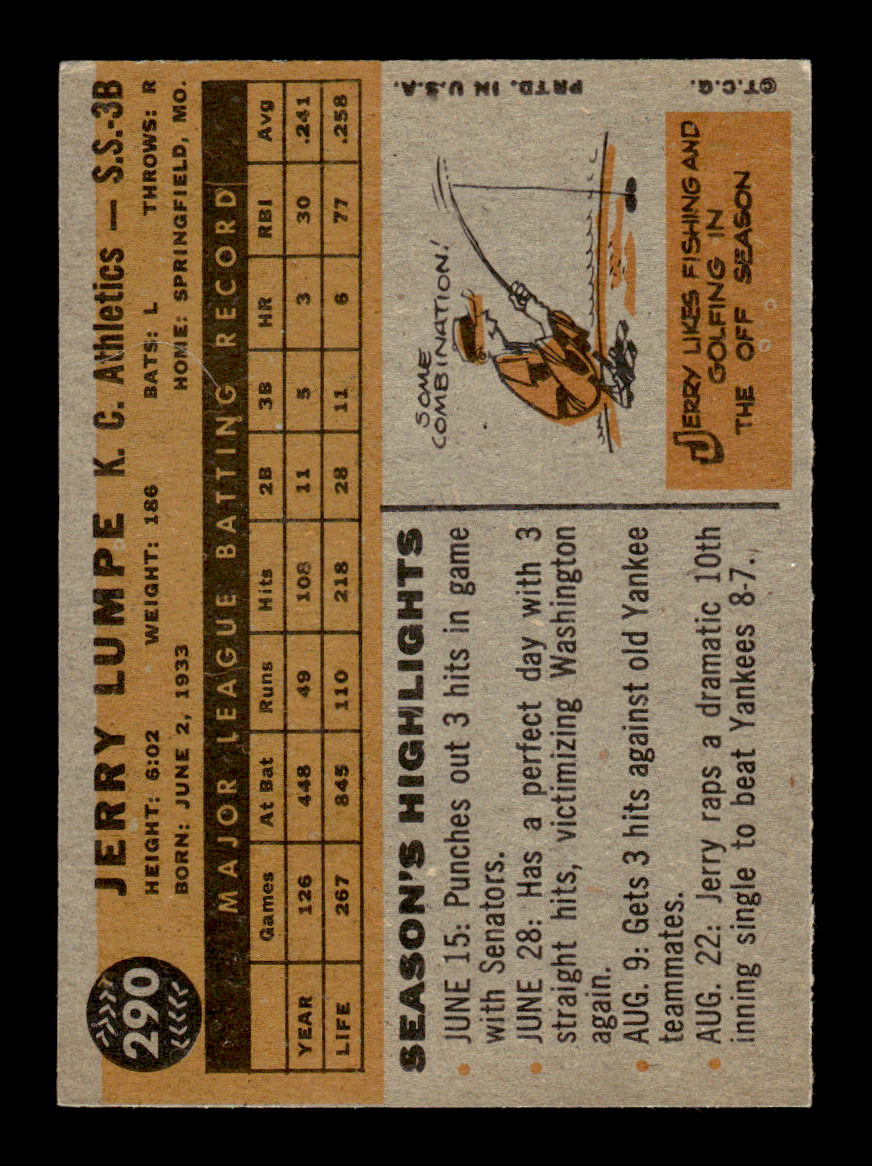 290
JERRY LUMPE K. C. Athletics — S.S.-3B
HEIGHT: 6:02 WEIGHT: 186 BATS: L THROWS: R
BORN: JUNE 2, 1933 HOME: SPRINGFIELD, MO.
MAJOR LEAGUE BATTING RECORD
Games At Bat Runs Hits 2B 3B HR RBI Avg
YEAR 126 448 49 108 11 5 3 30 .241
LIFE 267 845 110 218 28 11 6 77 .258
SEASON'S HIGHLIGHTS
JUNE 15: Punches out 3 hits in game
with Senators.
JUNE 28: Has a perfect day with 3
straight hits, victimizing Washington
again.
AUG. 9: Gets 3 hits against old Yankee
teammates.
AUG. 22: Jerry raps a dramatic 10th
inning single to beat Yankees 8-7.
SOME
COMBINATION!
JERRY LIKES FISHING AND
GOLFING IN
THE OFF SEASON
©T.C.G. PRTD. IN U.S.A.